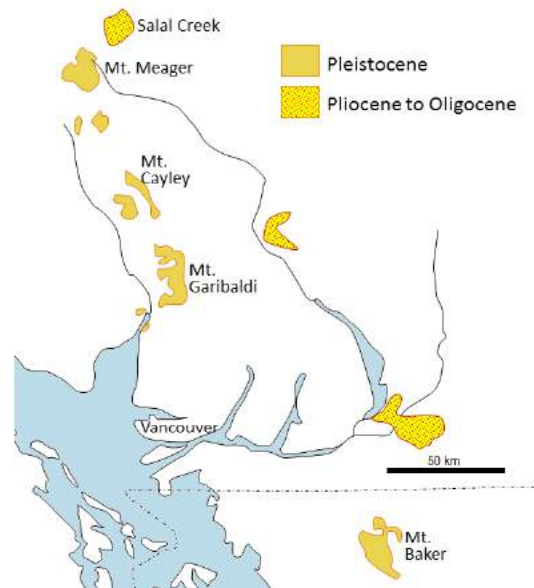 Salal Creek
Mt. Meager
Pleistocene
Pliocene to Oligocene
Mt.
Cayley
Mt.
Garibaldi
Vancouver
50 km
Mt.
Baker